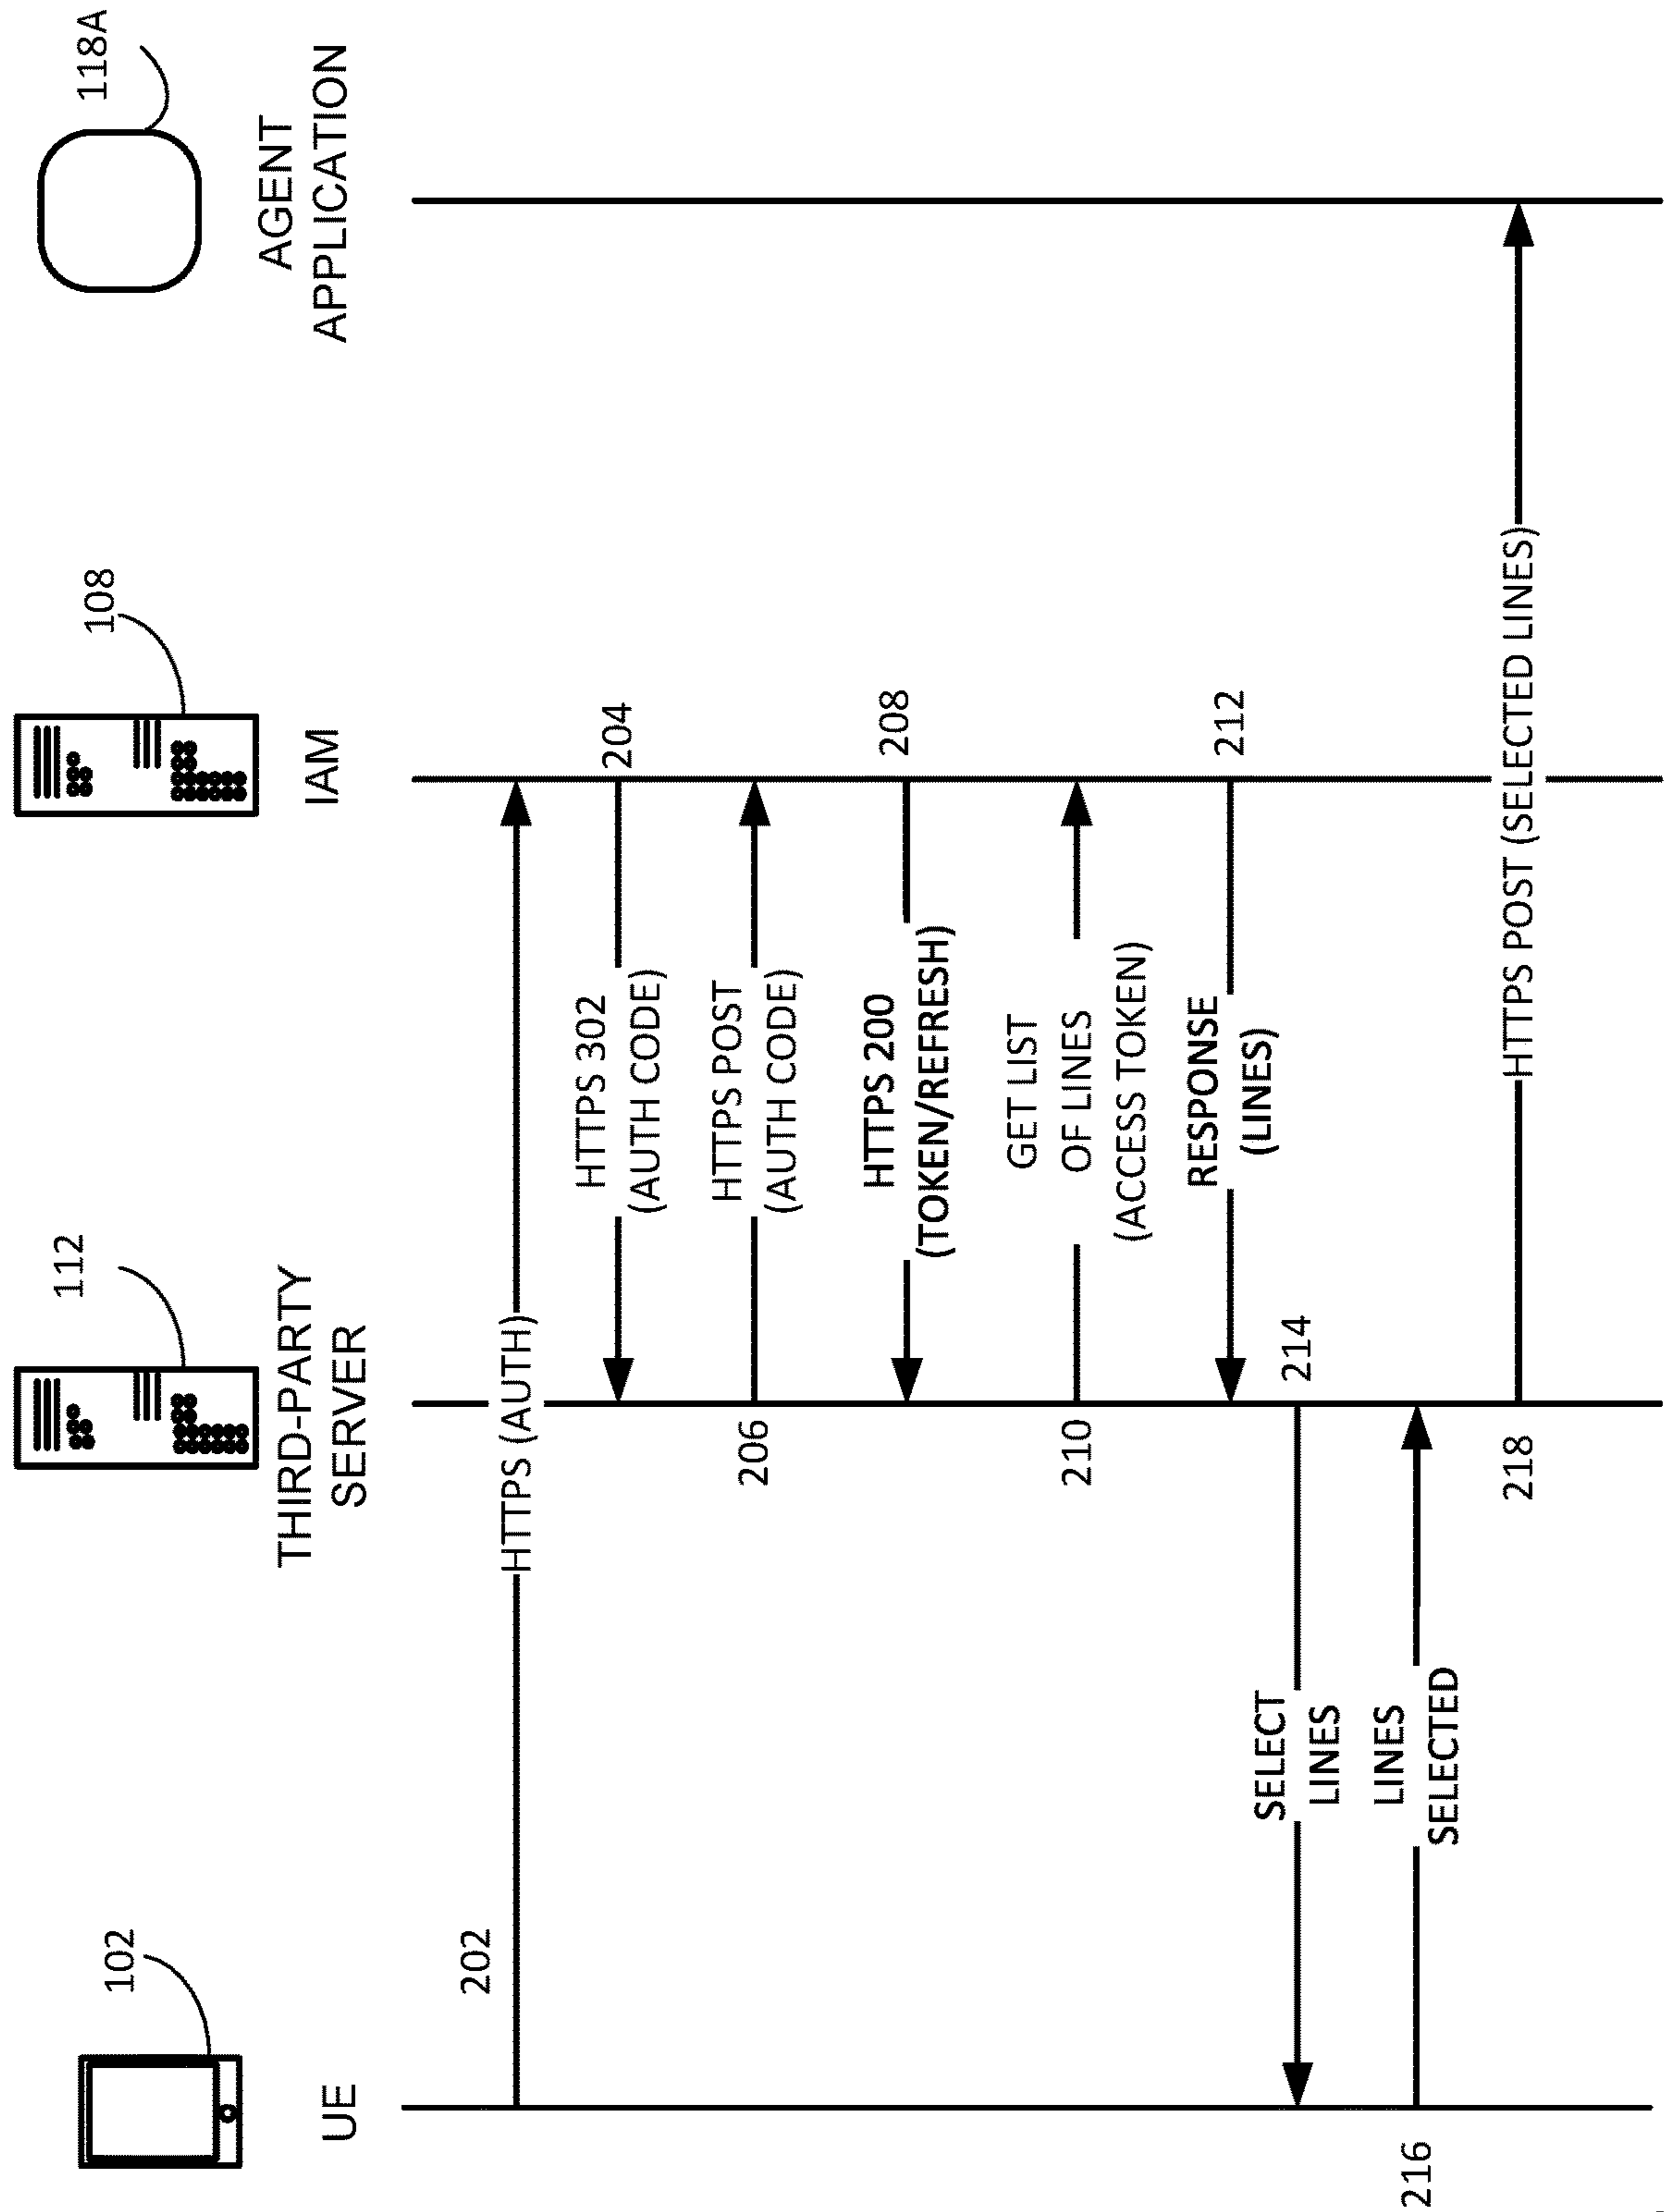 102
112
108
118A
UE
THIRD-PARTY
SERVER
IAM
AGENT
APPLICATION
202
HTTPS (AUTH)
HTTPS 302
(AUTH CODE)
204
206
HTTPS POST
(AUTH CODE)
HTTPS 200
(TOKEN/REFRESH)
208
210
GET LIST
OF LINES
(ACCESS TOKEN)
RESPONSE
(LINES)
212
SELECT
LINES
214
216
LINES
SELECTED
218
HTTPS POST (SELECTED LINES)